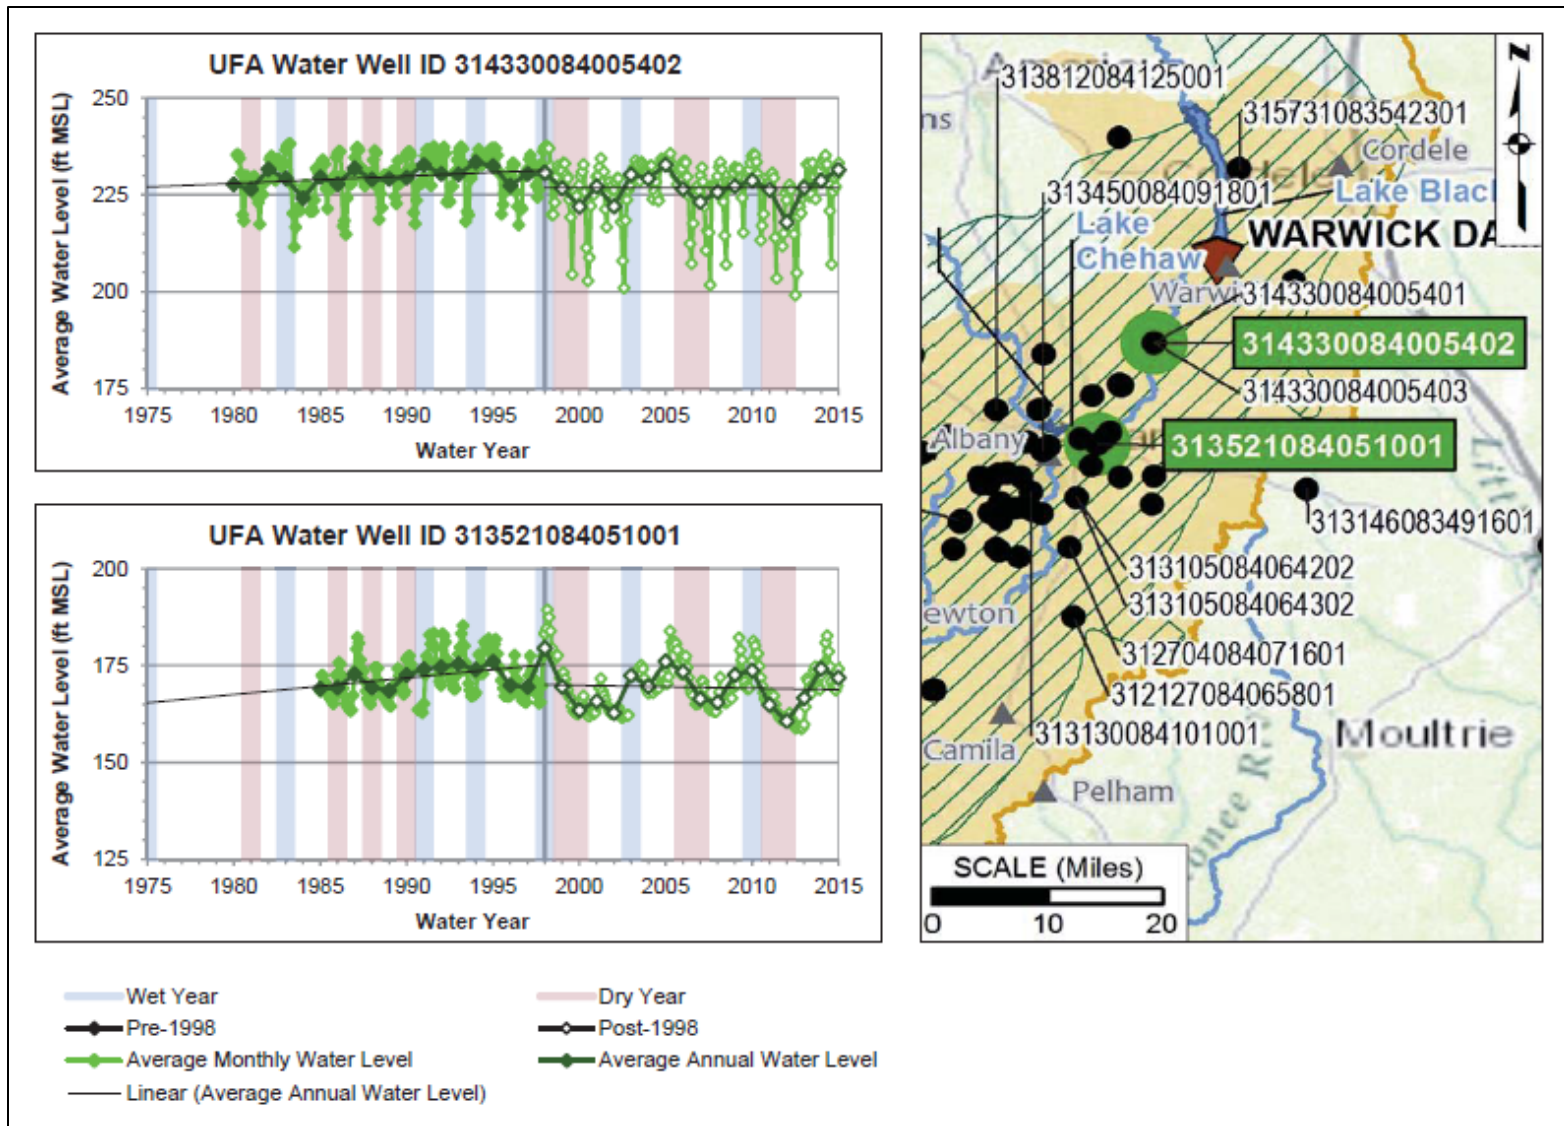 UFA Water Well ID 314330084005402
Average Water Level (ft MSL)
250
225
200
175
1975 1980 1985 1990 1995 2000 2005 2010 2015
Water Year
UFA Water Well ID 313521084051001
Average Water Level (ft MSL)
200
175
150
125
1975 1980 1985 1990 1995 2000 2005 2010 2015
Water Year
Wet Year
Dry Year
Pre-1998
Post-1998
Average Monthly Water Level
Average Annual Water Level
Linear (Average Annual Water Level)
N
313812084125001
ns
315731083542301
Cordele
Cordele
313450084091801
Lake Blac
Lake
Chehaw
WARWICK DA
Warwi
314330084005401
314330084005402
314330084005403
Albany
313521084051001
Littl
313146083491601
313105084064202
ewton
313105084064302
312704084071601
312127084065801
313130084101001
Camila
Moultrie
Pelham
onee R
SCALE (Miles)
0 10 20